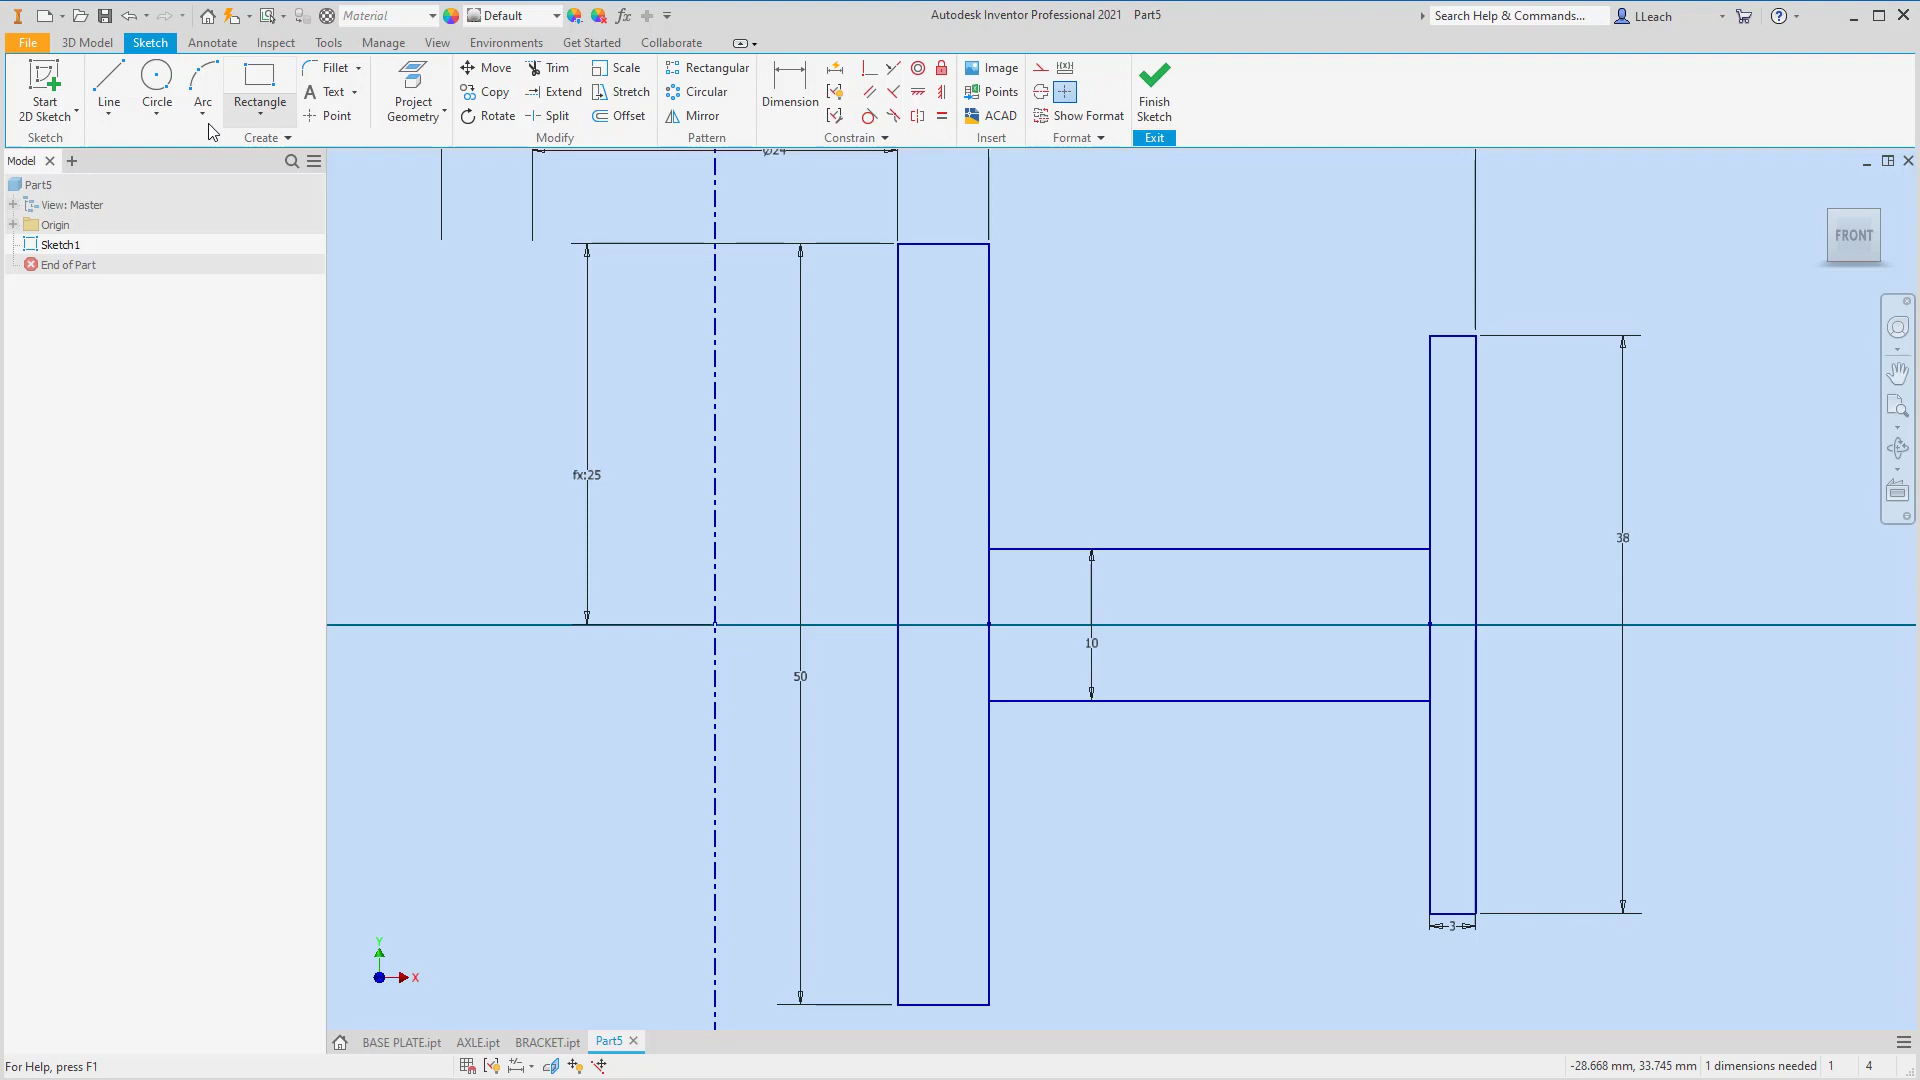 Material
Default
fx
Autodesk Inventor Professional 2021 Part5
Search Help & Commands...
LLeach
File
3D Model
Sketch
Annotate
Inspect
Tools
Manage
View
Environments
Get Started
Collaborate
Start
2D Sketch
Line
Circle
Arc
Rectangle
Fillet
Text
Point
Project
Geometry
Move
Copy
Rotate
Trim
Extend
Split
Scale
Stretch
Offset
Rectangular
Circular
Mirror
Dimension
Image
Points
ACAD
Show Format
Finish
Sketch
Sketch
Create
Modify
Pattern
Constrain
Insert
Format
Exit
Model
Part5
View: Master
Origin
Sketch1
End of Part
ø24
FRONT
fx:25
38
10
50
3
Y
X
BASE PLATE.ipt
AXLE.ipt
BRACKET.ipt
Part5
For Help, press F1
-28.668 mm, 33.745 mm
1 dimensions needed
1
4